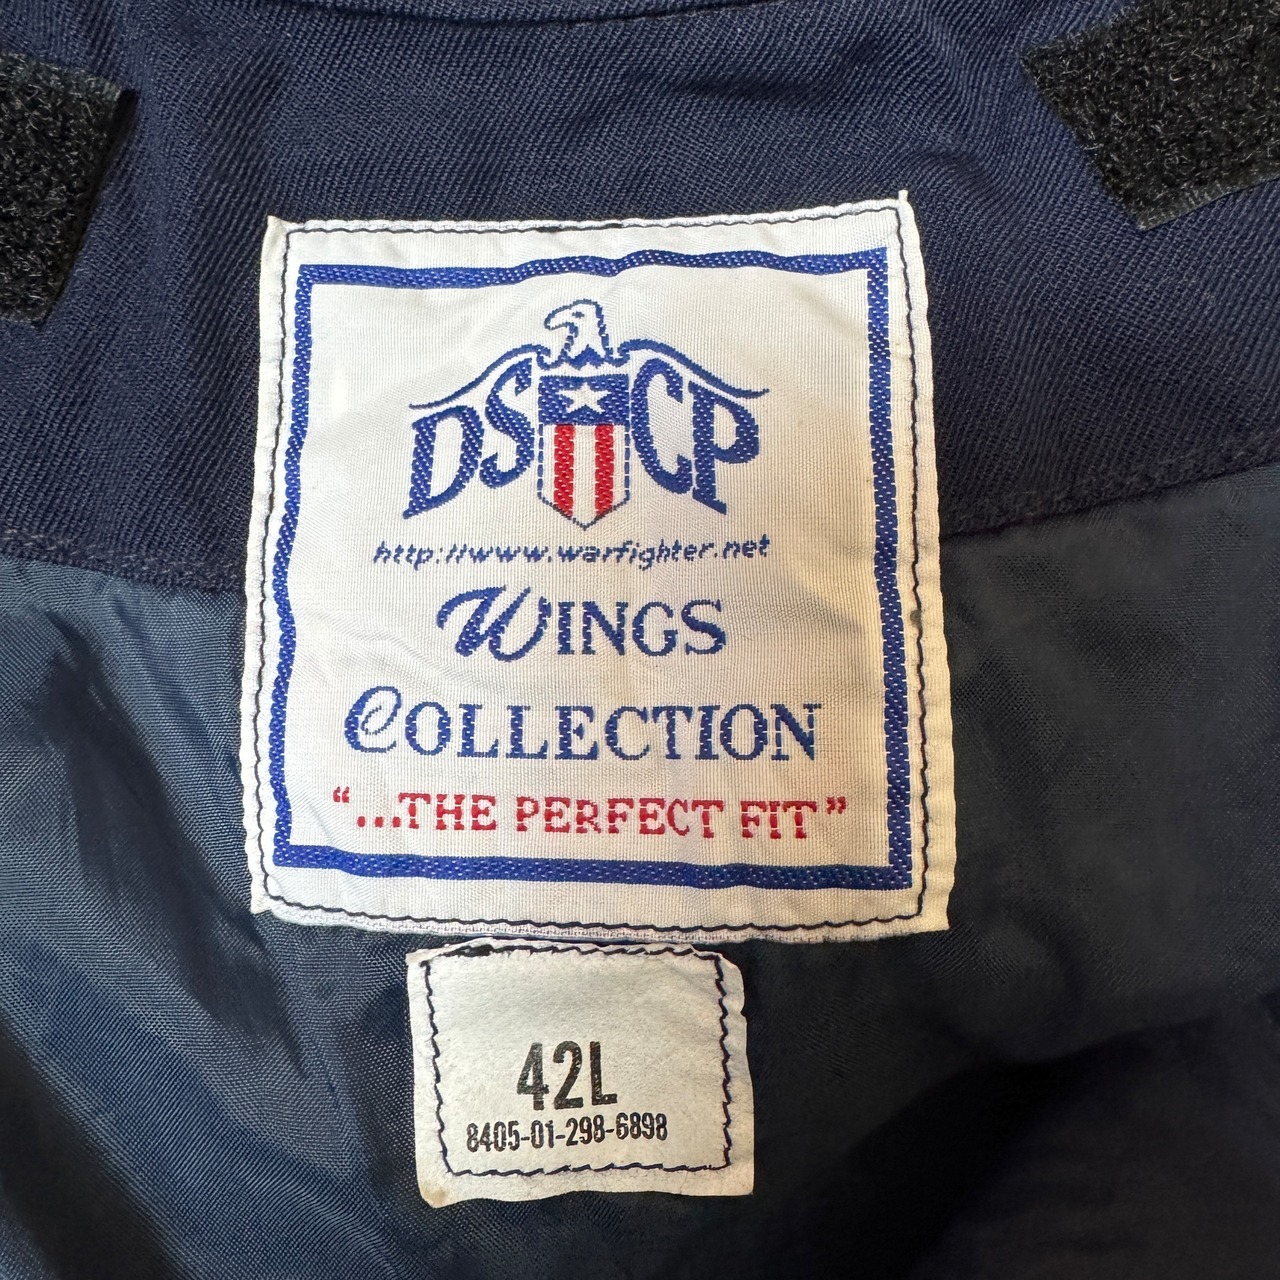 DSCP
http://www.warfighter.net
WINGS
COLLECTION
“...THE PERFECT FIT”
42L
8405-01-298-6898